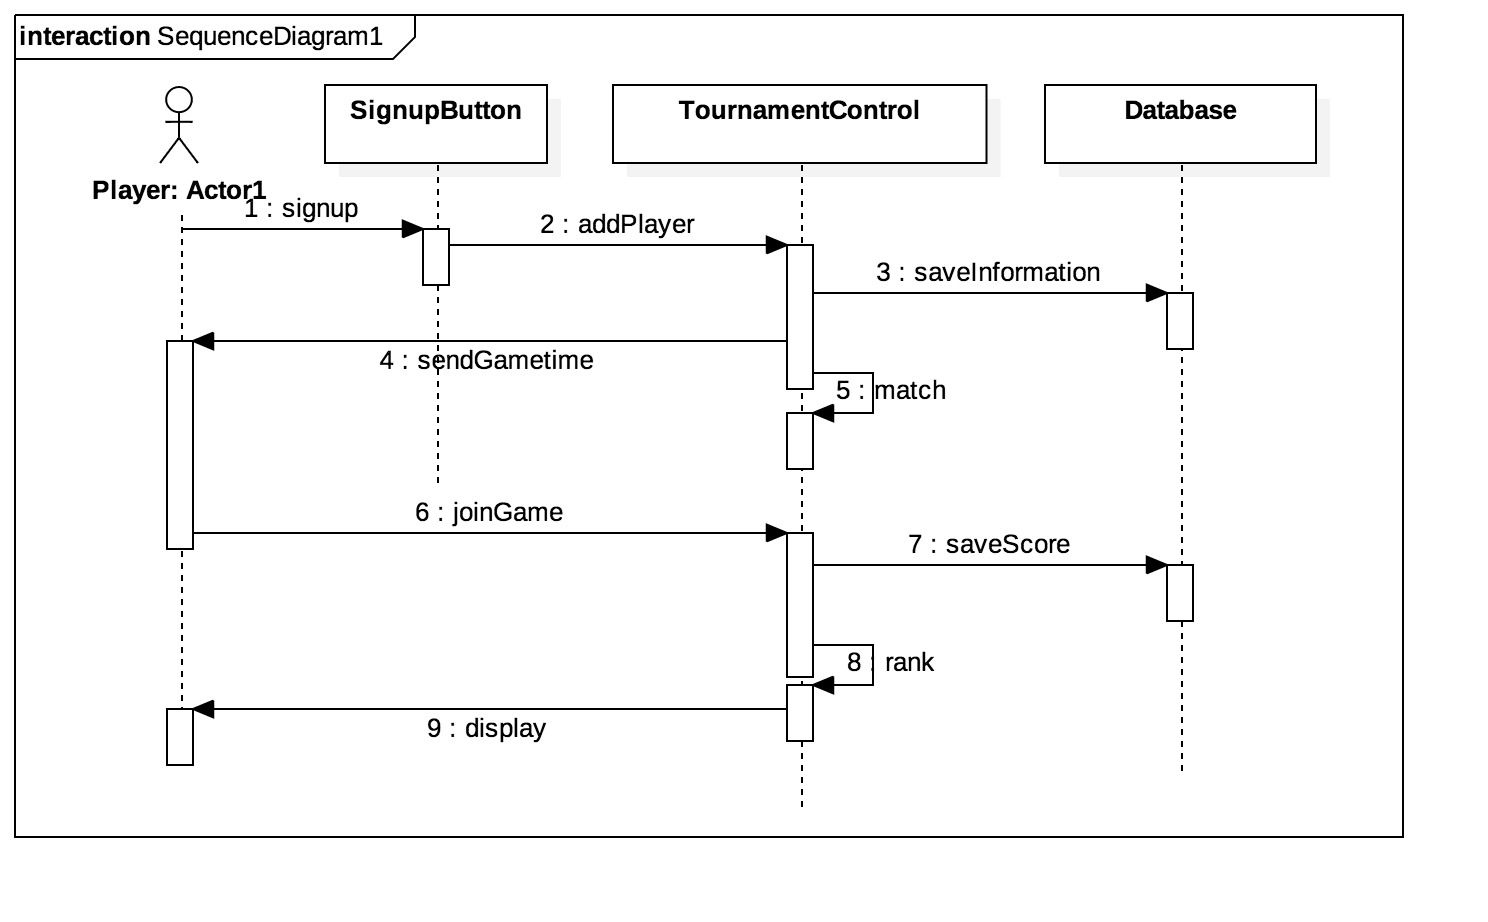 interaction SequenceDiagram1
SignupButton
TournamentControl
Database
Player: Actor1
1 : signup
2 : addPlayer
3 : saveInformation
4 : sendGametime
5 : match
6 : joinGame
7 : saveScore
8 : rank
9 : display